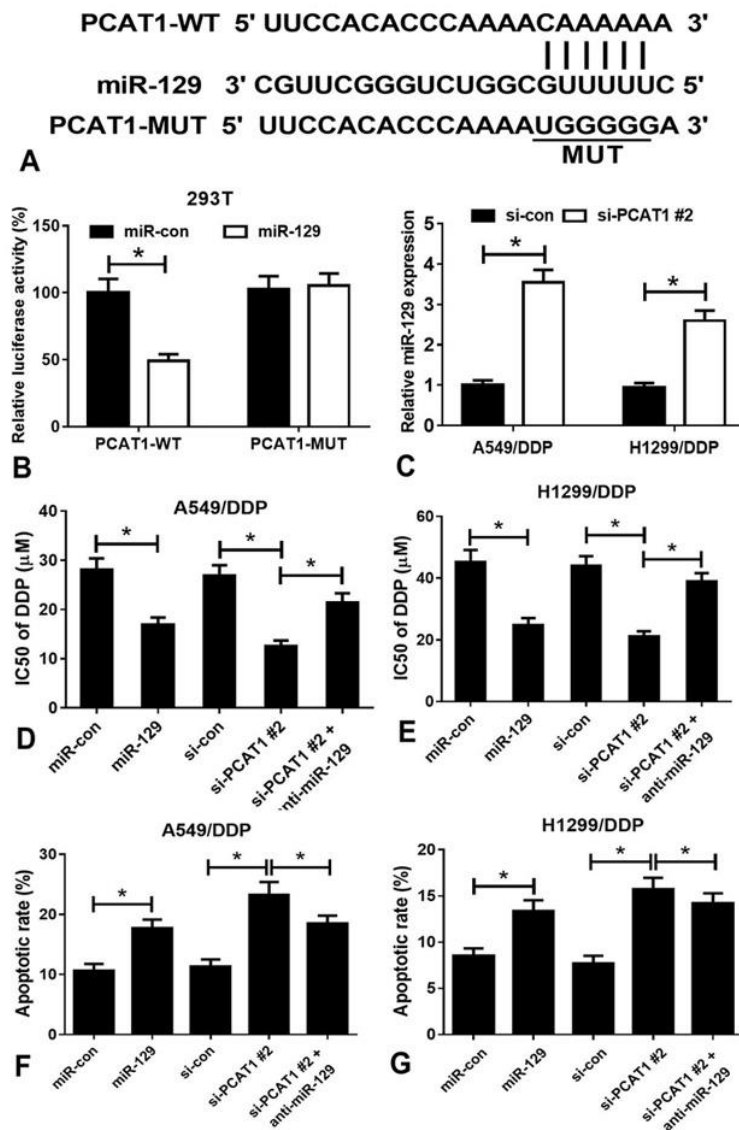 PCAT1-WT 5' UUCCACACCCAAAACAAAAAA 3'
miR-129 3' CGUUCGGGUCUGGCGUUUUUC 5'
PCAT1-MUT 5' UUCCACACCCAAAAUGGGGGA 3'
MUT
A
293T
miR-con miR-129
*
Relative luciferase activity (%)
150
100
50
0
PCAT1-WT PCAT1-MUT
B
si-con si-PCAT1 #2
* *
Relative miR-129 expression
5
4
3
2
1
0
A549/DDP H1299/DDP
C
A549/DDP
* * *
IC50 of DDP (μM)
40
30
20
10
0
miR-con miR-129 si-con si-PCAT1 #2 si-PCAT1 #2 +
anti-miR-129
D
H1299/DDP
* * *
IC50 of DDP (μM)
60
40
20
0
miR-con miR-129 si-con si-PCAT1 #2 si-PCAT1 #2 +
anti-miR-129
E
A549/DDP
* * *
Apoptotic rate (%)
30
20
10
0
miR-con miR-129 si-con si-PCAT1 #2 si-PCAT1 #2 +
anti-miR-129
F
H1299/DDP
* * *
Apoptotic rate (%)
20
15
10
5
0
miR-con miR-129 si-con si-PCAT1 #2 si-PCAT1 #2 +
anti-miR-129
G